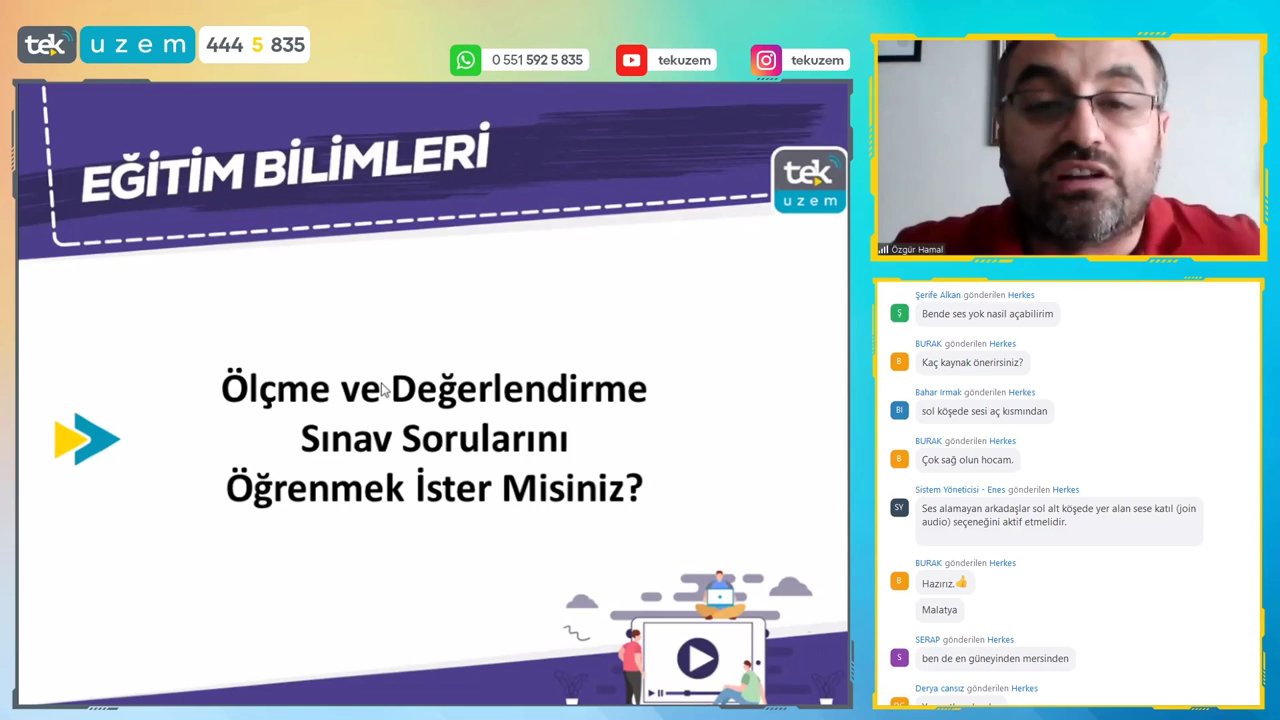 tek uzem 444 5 835
0 551 592 5 835 tekuzem tekuzem
EĞİTİM BİLİMLERİ
tek
uzem
Ölçme ve Değerlendirme
Sınav Sorularını
Öğrenmek İster Misiniz?
Özgür Hamal
Şerife Alkan gönderilen Herkes
Ş
Bende ses yok nasil açabilirim
BURAK gönderilen Herkes
B
Kaç kaynak önerirsiniz?
Bahar Irmak gönderilen Herkes
BI
sol köşede sesi aç kısmından
BURAK gönderilen Herkes
B
Çok sağ olun hocam.
Sistem Yöneticisi - Enes gönderilen Herkes
SY
Ses alamayan arkadaşlar sol alt köşede yer alan sese katıl (join
audio) seçeneğini aktif etmelidir.
BURAK gönderilen Herkes
B
Hazırız.👍
Malatya
SERAP gönderilen Herkes
S
ben de en güneyinden mersinden
Derya cansız gönderilen Herkes